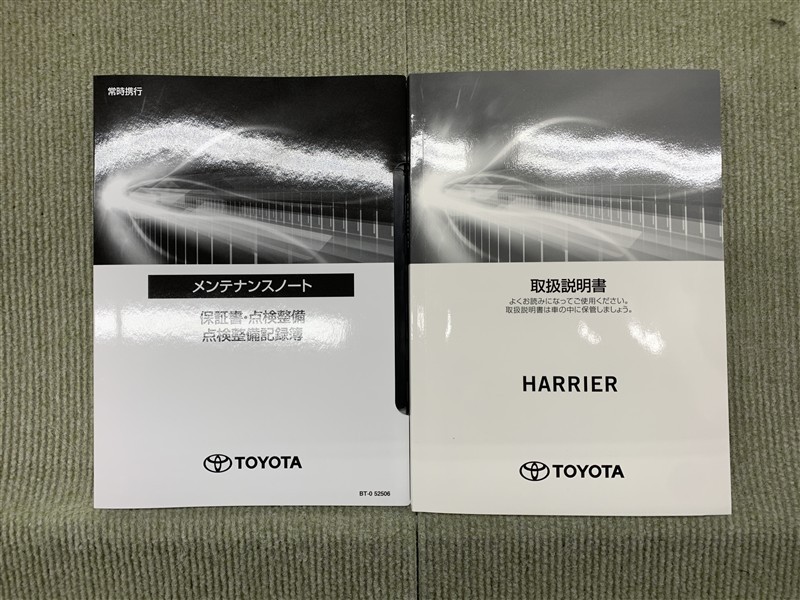 常時携行
メンテナンスノート
保証書・点検整備
点検整備記録簿
TOYOTA
BT-0 52506
取扱説明書
よくお読みになってご使用ください。
取扱説明書は車の中に保管しましょう。
HARRIER
TOYOTA